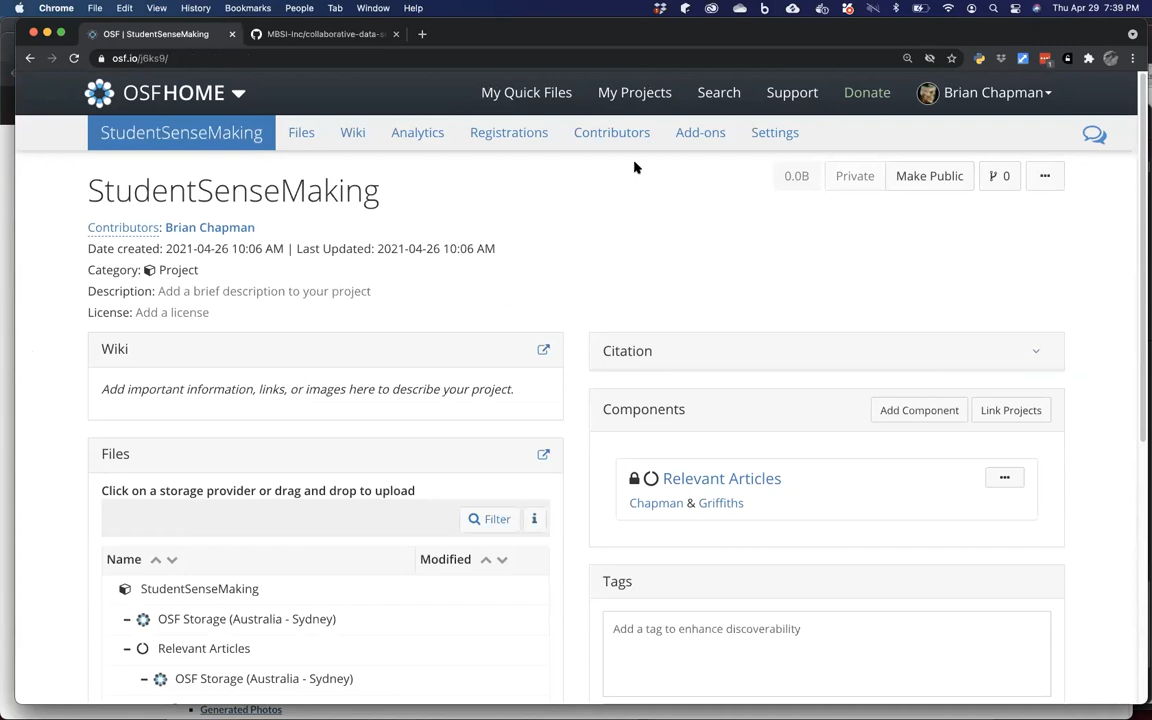 Chrome File Edit View History Bookmarks People Tab Window Help Thu Apr 29 7:39 PM
OSF | StudentSenseMaking
MBSI-Inc/collaborative-data-s
osf.io/j6ks9/
OSFHOME My Quick Files My Projects Search Support Donate Brian Chapman
StudentSenseMaking Files Wiki Analytics Registrations Contributors Add-ons Settings
StudentSenseMaking
0.0B Private Make Public 0
Contributors: Brian Chapman
Date created: 2021-04-26 10:06 AM | Last Updated: 2021-04-26 10:06 AM
Category: Project
Description: Add a brief description to your project
License: Add a license
Wiki
Add important information, links, or images here to describe your project.
Citation
Components Add Component Link Projects
Relevant Articles
Chapman & Griffiths
Files
Click on a storage provider or drag and drop to upload
Filter
Name Modified
StudentSenseMaking
OSF Storage (Australia - Sydney)
Relevant Articles
OSF Storage (Australia - Sydney)
Tags
Add a tag to enhance discoverability
Generated Photos